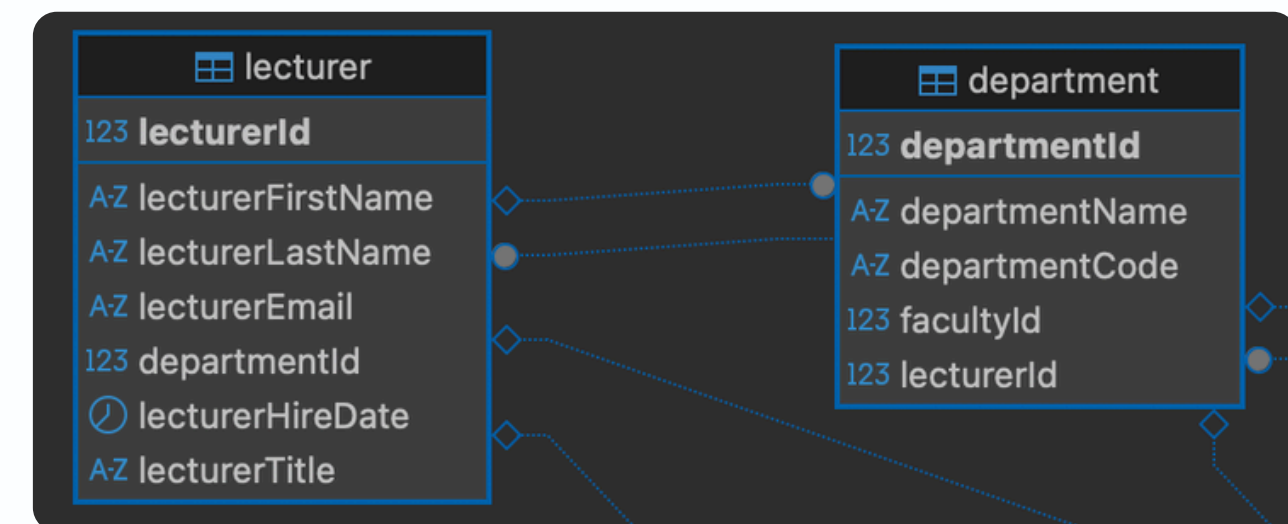 lecturer
123 lecturerId
A-Z lecturerFirstName
A-Z lecturerLastName
A-Z lecturerEmail
123 departmentId
lecturerHireDate
A-Z lecturerTitle
department
123 departmentId
A-Z departmentName
A-Z departmentCode
123 facultyId
123 lecturerId